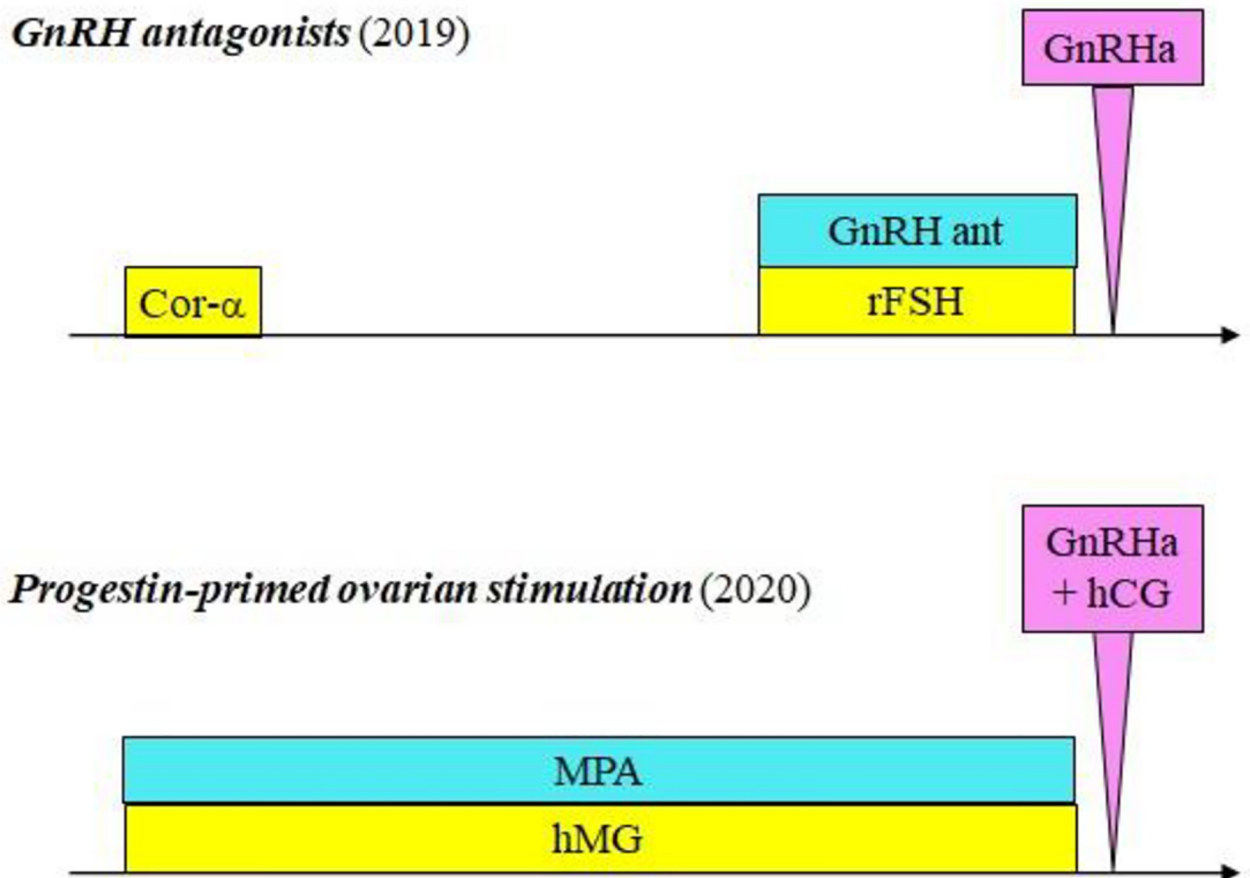 GnRH antagonists (2019)
GnRHa
GnRH ant
Cor-α
rFSH
GnRHa
+ hCG
Progestin-primed ovarian stimulation (2020)
MPA
hMG